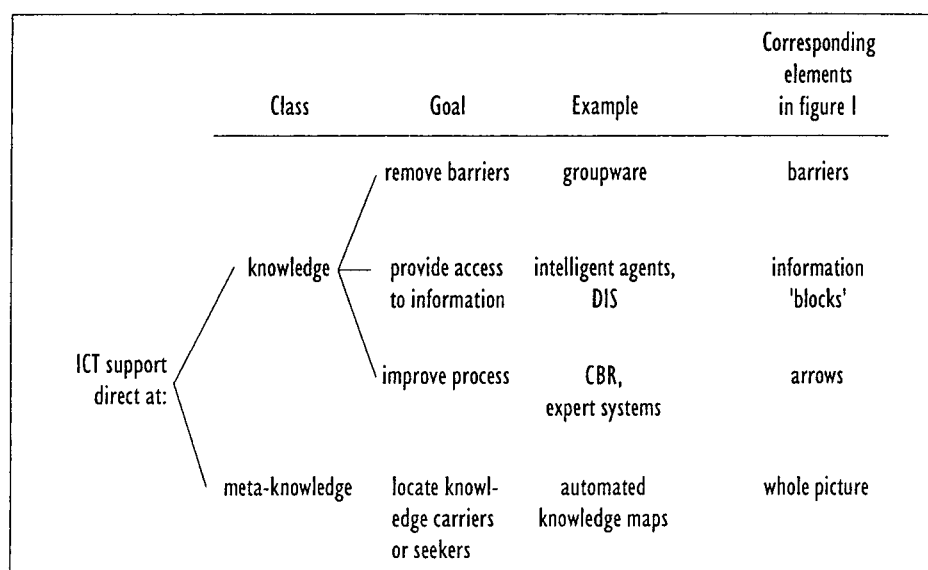 Corresponding
elements
Class Goal Example in figure 1
remove barriers groupware barriers
knowledge provide access intelligent agents, information
to information DIS 'blocks'
ICT support
direct at:
improve process CBR, arrows
expert systems
meta-knowledge locate knowl- automated whole picture
edge carriers knowledge maps
or seekers